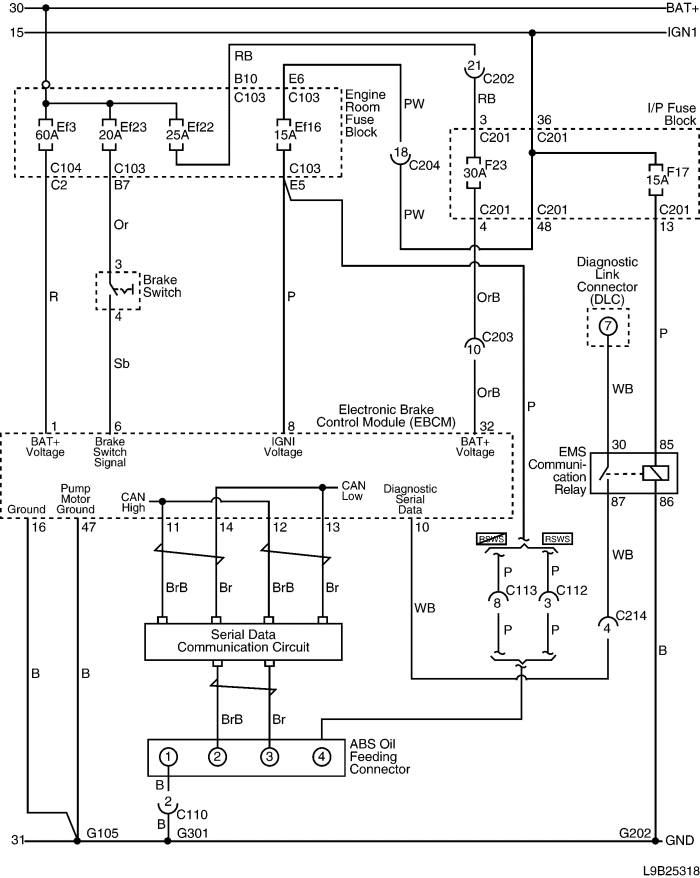 30
BAT+
15
IGN1
RB
21
C202
RB
B10
E6
C103
C103
Engine
Room
Fuse
Block
Ef3
60A
Ef23
20A
Ef22
25A
Ef16
15A
C104
C103
C103
C2
B7
E5
PW
18
C204
PW
I/P Fuse
Block
3
36
C201
C201
F23
30A
F17
15A
C201
C201
C201
4
48
13
Or
3
Brake
Switch
4
R
Sb
P
OrB
C203
10
OrB
P
Diagnostic
Link
Connector
(DLC)
7
P
WB
Electronic Brake
Control Module (EBCM)
1
6
8
32
BAT+
Voltage
Brake
Switch
Signal
IGNI
Voltage
BAT+
Voltage
30
85
EMS
Communi-
cation
Relay
87
86
Ground
Pump
Motor
Ground
CAN
High
CAN
Low
Diagnostic
Serial
Data
16
47
11
14
12
13
10
RSWS
RSWS
BrB
Br
BrB
Br
WB
P
P
C113
C112
8
3
P
P
WB
C214
4
B
B
B
Serial Data
Communication Circuit
BrB
Br
1
2
3
4
ABS Oil
Feeding
Connector
B
2
C110
B
31
G105
G301
G202
GND
L9B25318